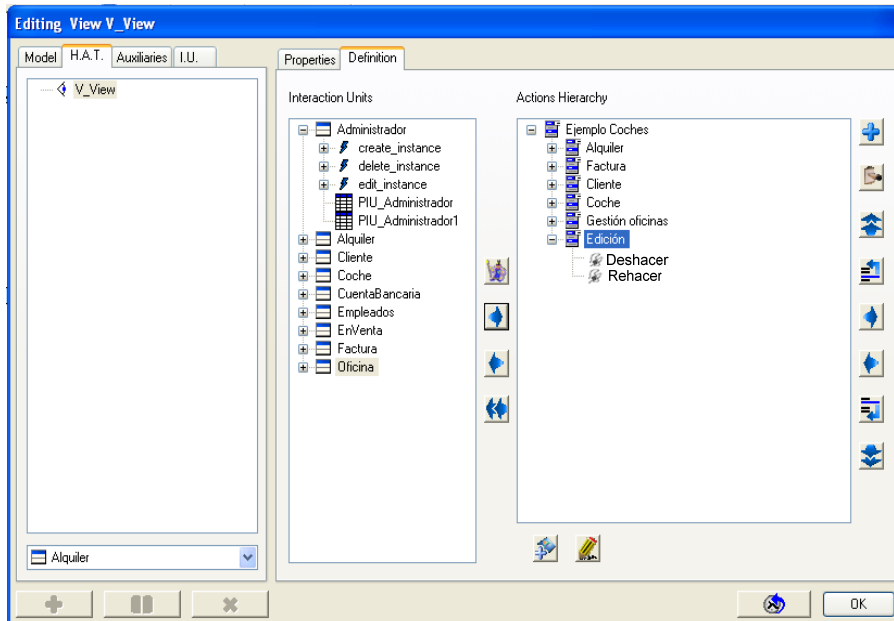 Editing View V_View
Model H.A.T. Auxiliaries I.U.
V_View
Alquiler
Properties Definition
Interaction Units
Administrador
create_instance
delete_instance
edit_instance
PIU_Administrador
PIU_Administrador1
Alquiler
Cliente
Coche
CuentaBancaria
Empleados
EnVenta
Factura
Oficina
Actions Hierarchy
Ejemplo Coches
Alquiler
Factura
Cliente
Coche
Gestión oficinas
Edición
Deshacer
Rehacer
OK